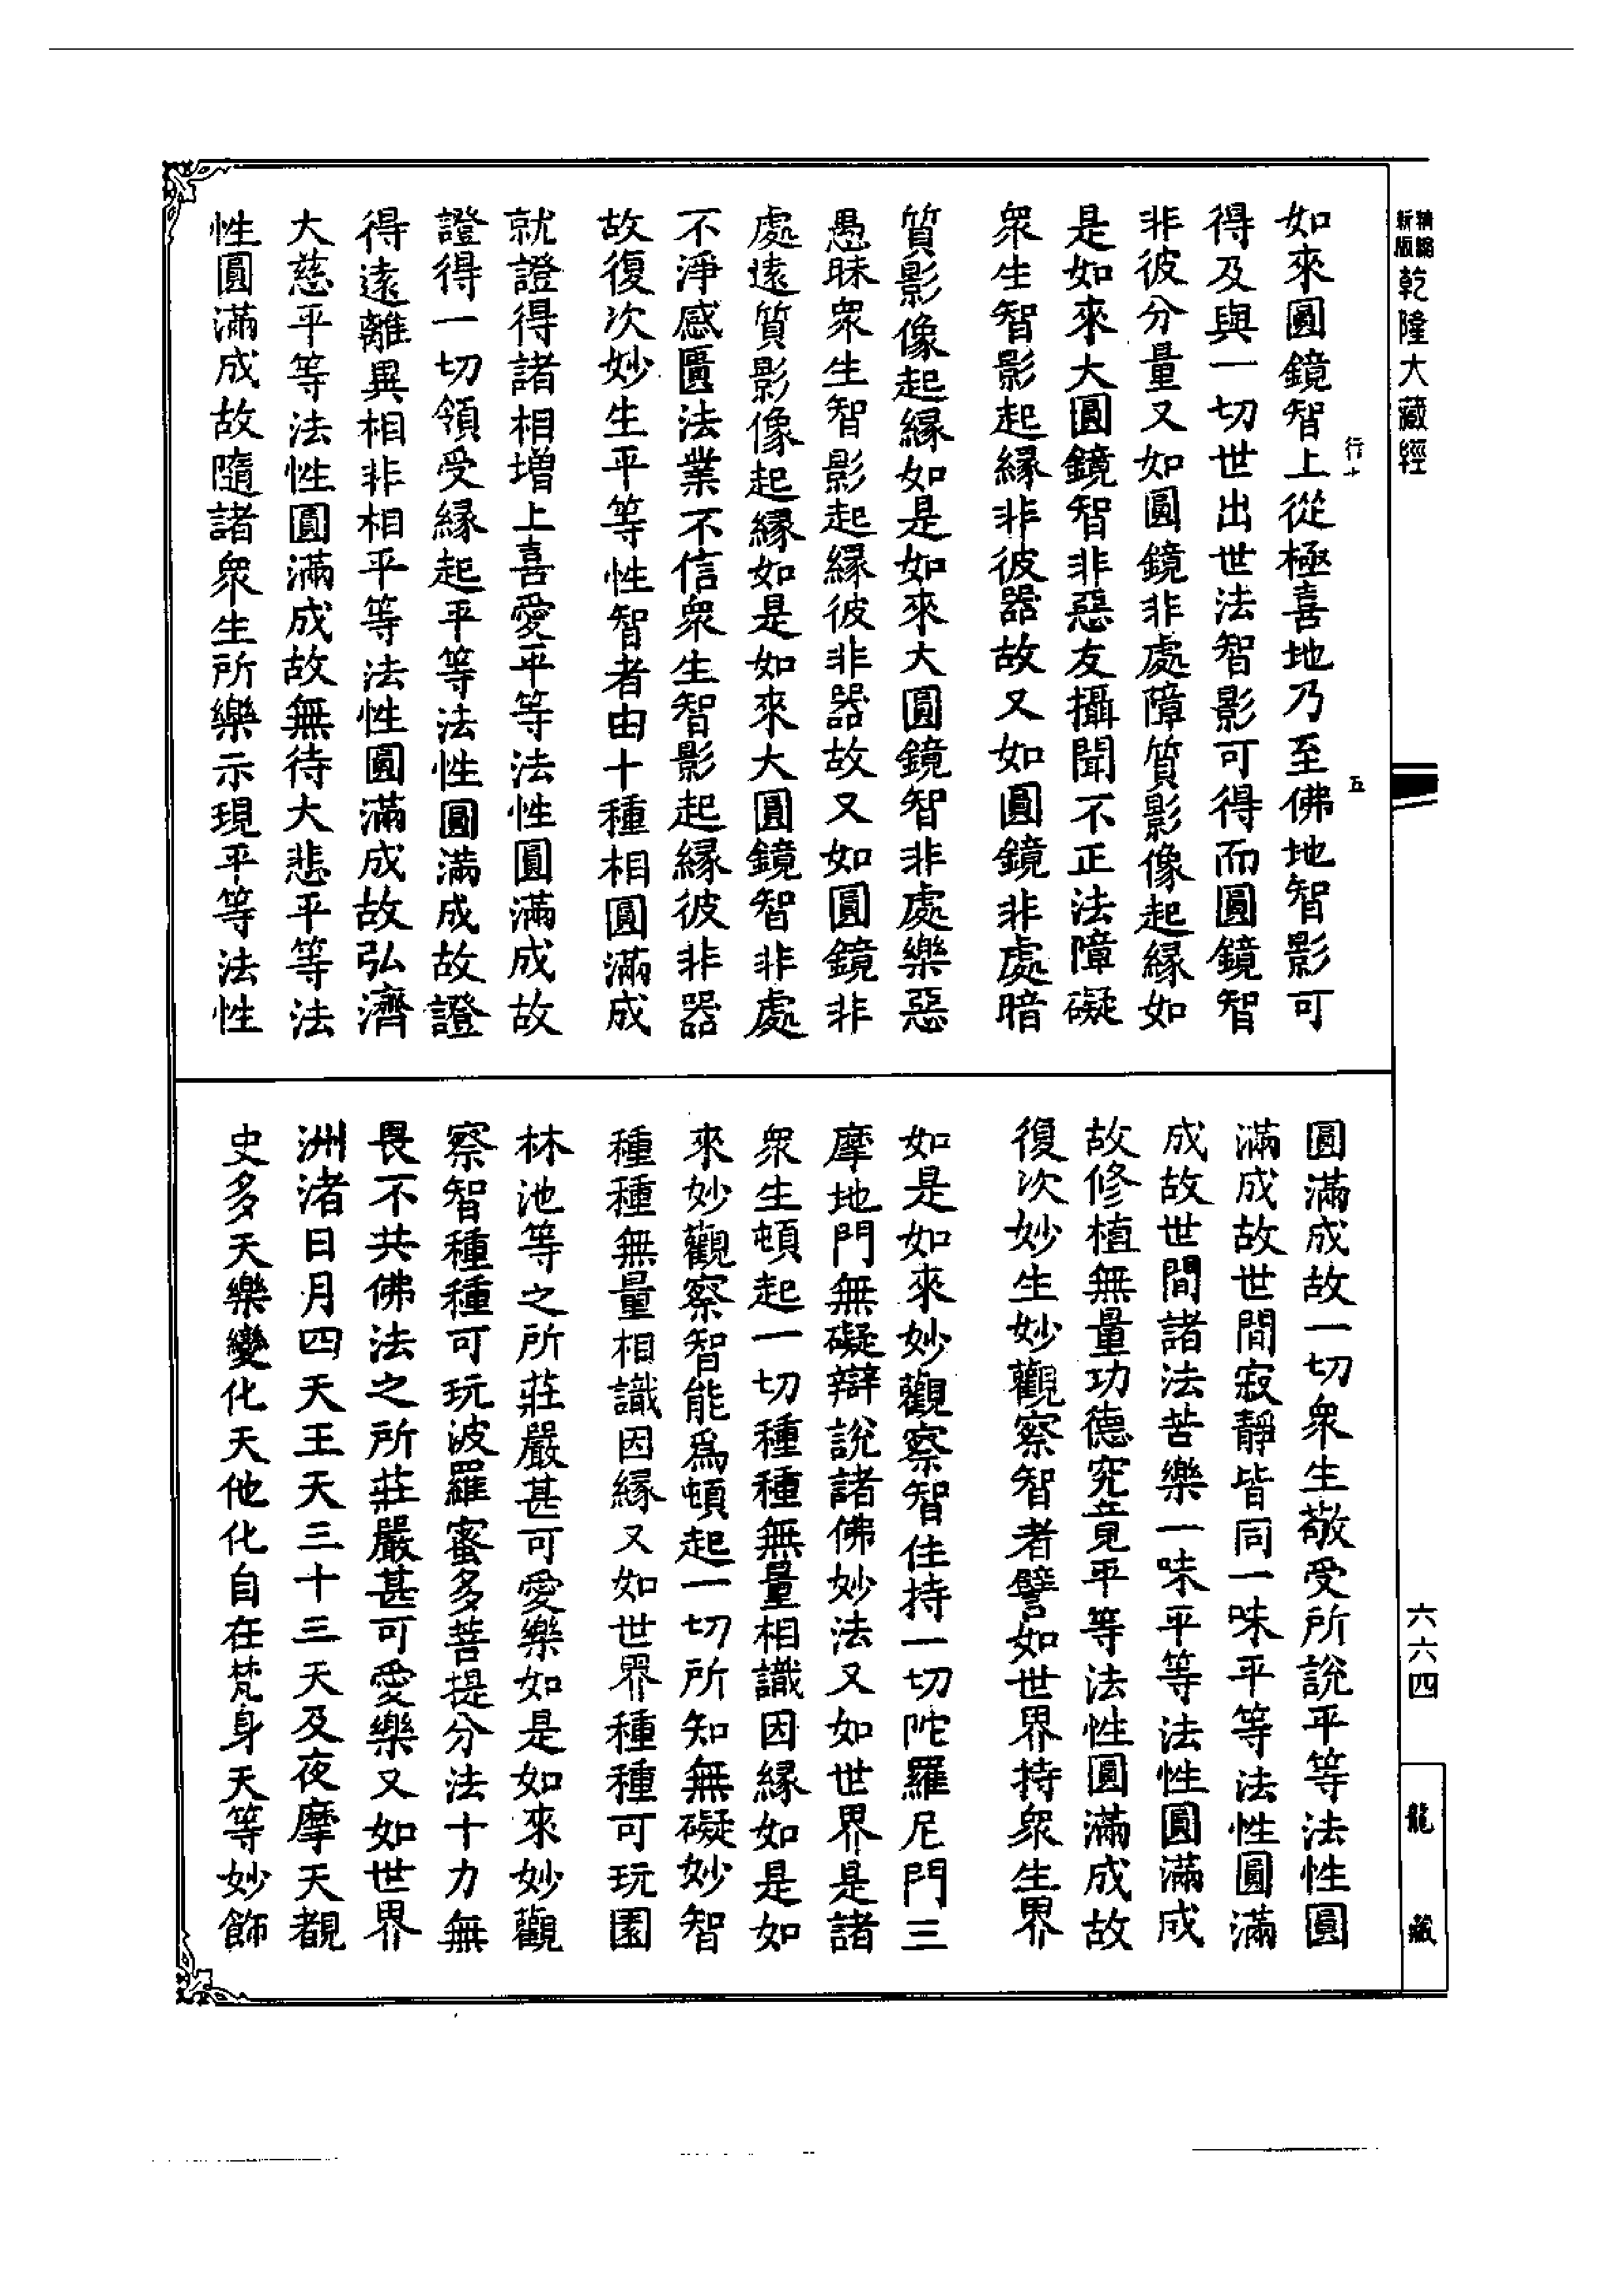 精縮新版乾隆大藏經
六六四
龍藏
行十 五
如來圓鏡智上從極喜地乃至佛地智影可
得及與一切世出世法智影可得而圓鏡智
非彼分量又如圓鏡非處障質影像起緣如
是如來大圓鏡智非惡友攝聞不正法障礙
衆生智影起緣非彼器故又如圓鏡非處暗
質影像起緣如是如來大圓鏡智非處樂惡
愚昧衆生智影起緣彼非器故又如圓鏡非
處遠質影像起緣如是如來大圓鏡智非處
不淨感匱法業不信衆生智影起緣彼非器
故復次妙生平等性智者由十種相圓滿成
就證得諸相增上喜愛平等法性圓滿成故
證得一切領受緣起平等法性圓滿成故證
得遠離異相非相平等法性圓滿成故弘濟
大慈平等法性圓滿成故無待大悲平等法
性圓滿成故隨諸衆生所樂示現平等法性
圓滿成故一切衆生敬受所說平等法性圓
滿成故世間寂靜皆同一味平等法性圓滿
成故世間諸法苦樂一味平等法性圓滿成
故修植無量功德究竟平等法性圓滿成故
復次妙生妙觀察智者譬如世界持衆生界
如是如來妙觀察智住持一切陀羅尼門三
摩地門無礙辯說諸佛妙法又如世界是諸
衆生頓起一切種種無量相識因緣如是如
來妙觀察智能爲頓起一切所知無礙妙智
種種無量相識因緣又如世界種種可玩園
林池等之所莊嚴甚可愛樂如是如來妙觀
察智種種可玩波羅蜜多菩提分法十力無
畏不共佛法之所莊嚴甚可愛樂又如世界
洲渚日月四天王天三十三天及夜摩天覩
史多天樂變化天他化自在梵身天等妙飾